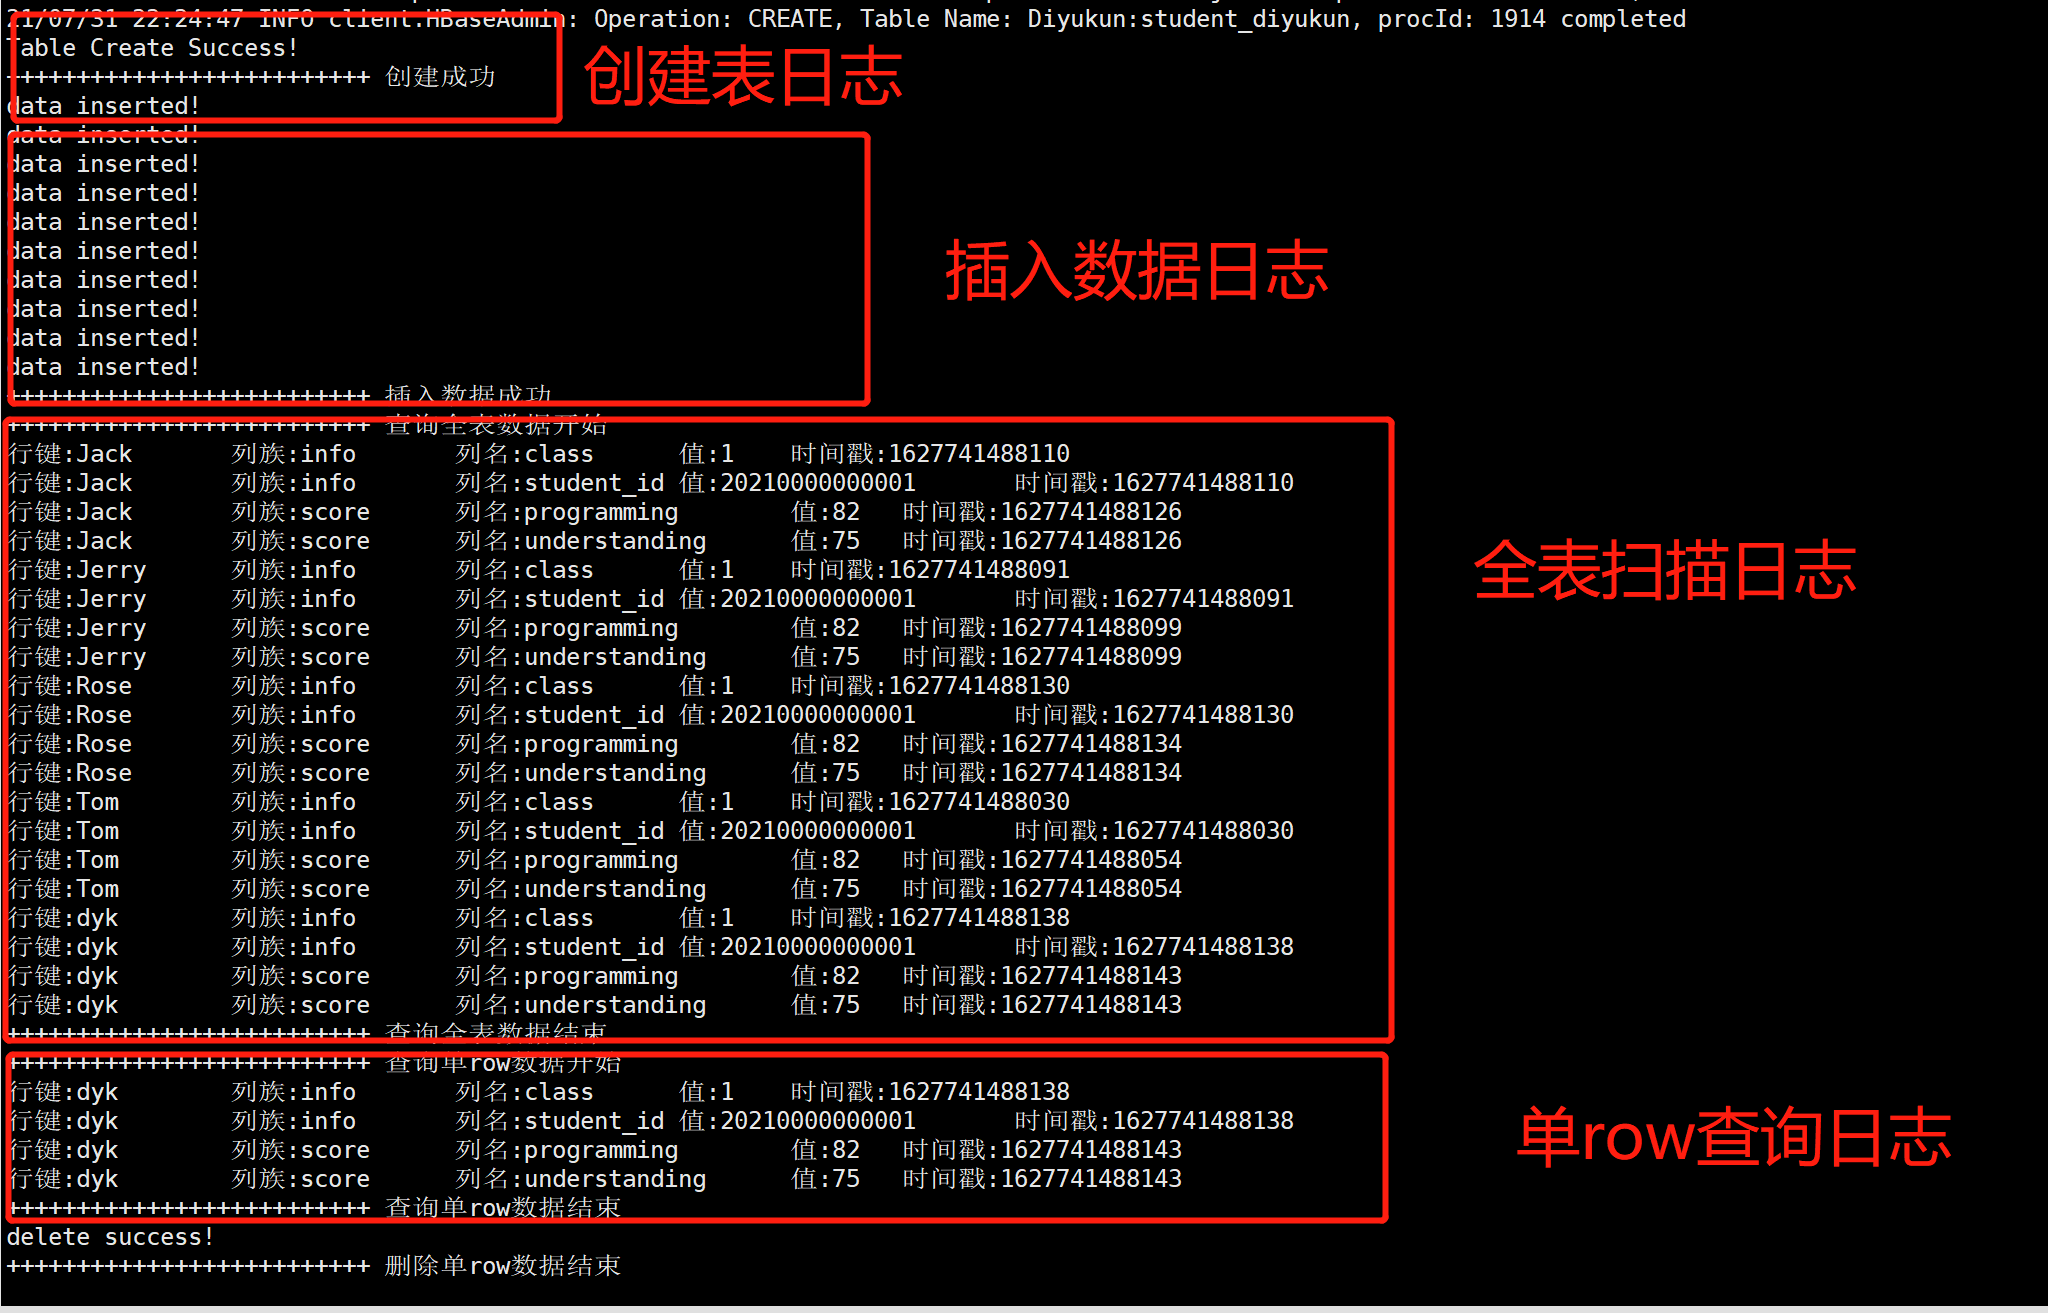 21/07/31 22:24:47 INFO client.HBaseAdmin: Operation: CREATE, Table Name: Diyukun:student_diyukun, procId: 1914 completed
Table Create Success!
++++++++++++++++++++++++++ 创建成功
创建表日志
data inserted!
data inserted!
data inserted!
data inserted!
data inserted!
data inserted!
data inserted!
data inserted!
data inserted!
data inserted!
插入数据日志
++++++++++++++++++++++++++ 插入数据成功
++++++++++++++++++++++++++ 查询全表数据开始
行键:Jack 列族:info 列名:class 值:1 时间戳:1627741488110
行键:Jack 列族:info 列名:student_id 值:20210000000001 时间戳:1627741488110
行键:Jack 列族:score 列名:programming 值:82 时间戳:1627741488126
行键:Jack 列族:score 列名:understanding 值:75 时间戳:1627741488126
行键:Jerry 列族:info 列名:class 值:1 时间戳:1627741488091
行键:Jerry 列族:info 列名:student_id 值:20210000000001 时间戳:1627741488091
行键:Jerry 列族:score 列名:programming 值:82 时间戳:1627741488099
行键:Jerry 列族:score 列名:understanding 值:75 时间戳:1627741488099
行键:Rose 列族:info 列名:class 值:1 时间戳:1627741488130
行键:Rose 列族:info 列名:student_id 值:20210000000001 时间戳:1627741488130
行键:Rose 列族:score 列名:programming 值:82 时间戳:1627741488134
行键:Rose 列族:score 列名:understanding 值:75 时间戳:1627741488134
行键:Tom 列族:info 列名:class 值:1 时间戳:1627741488030
行键:Tom 列族:info 列名:student_id 值:20210000000001 时间戳:1627741488030
行键:Tom 列族:score 列名:programming 值:82 时间戳:1627741488054
行键:Tom 列族:score 列名:understanding 值:75 时间戳:1627741488054
行键:dyk 列族:info 列名:class 值:1 时间戳:1627741488138
行键:dyk 列族:info 列名:student_id 值:20210000000001 时间戳:1627741488138
行键:dyk 列族:score 列名:programming 值:82 时间戳:1627741488143
行键:dyk 列族:score 列名:understanding 值:75 时间戳:1627741488143
全表扫描日志
++++++++++++++++++++++++++ 查询全表数据结束
++++++++++++++++++++++++++ 查询单row数据开始
行键:dyk 列族:info 列名:class 值:1 时间戳:1627741488138
行键:dyk 列族:info 列名:student_id 值:20210000000001 时间戳:1627741488138
行键:dyk 列族:score 列名:programming 值:82 时间戳:1627741488143
行键:dyk 列族:score 列名:understanding 值:75 时间戳:1627741488143
单row查询日志
++++++++++++++++++++++++++ 查询单row数据结束
delete success!
++++++++++++++++++++++++++ 删除单row数据结束